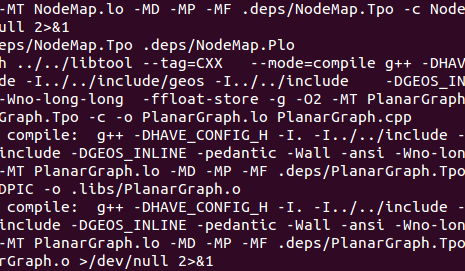 -MT NodeMap.lo -MD -MP -MF .deps/NodeMap.Tpo -c Node
null 2>&1
eps/NodeMap.Tpo .deps/NodeMap.Plo
h ../../libtool --tag=CXX   --mode=compile g++ -DHAV
de -I../../include/geos -I../../include    -DGEOS_IN
-Wno-long-long  -ffloat-store -g -O2 -MT PlanarGraph
Graph.Tpo -c -o PlanarGraph.lo PlanarGraph.cpp
 compile:  g++ -DHAVE_CONFIG_H -I. -I../../include -
include -DGEOS_INLINE -pedantic -Wall -ansi -Wno-lon
-MT PlanarGraph.lo -MD -MP -MF .deps/PlanarGraph.Tpo
DPIC -o .libs/PlanarGraph.o
 compile:  g++ -DHAVE_CONFIG_H -I. -I../../include -
include -DGEOS_INLINE -pedantic -Wall -ansi -Wno-lon
-MT PlanarGraph.lo -MD -MP -MF .deps/PlanarGraph.Tpo
arGraph.o >/dev/null 2>&1